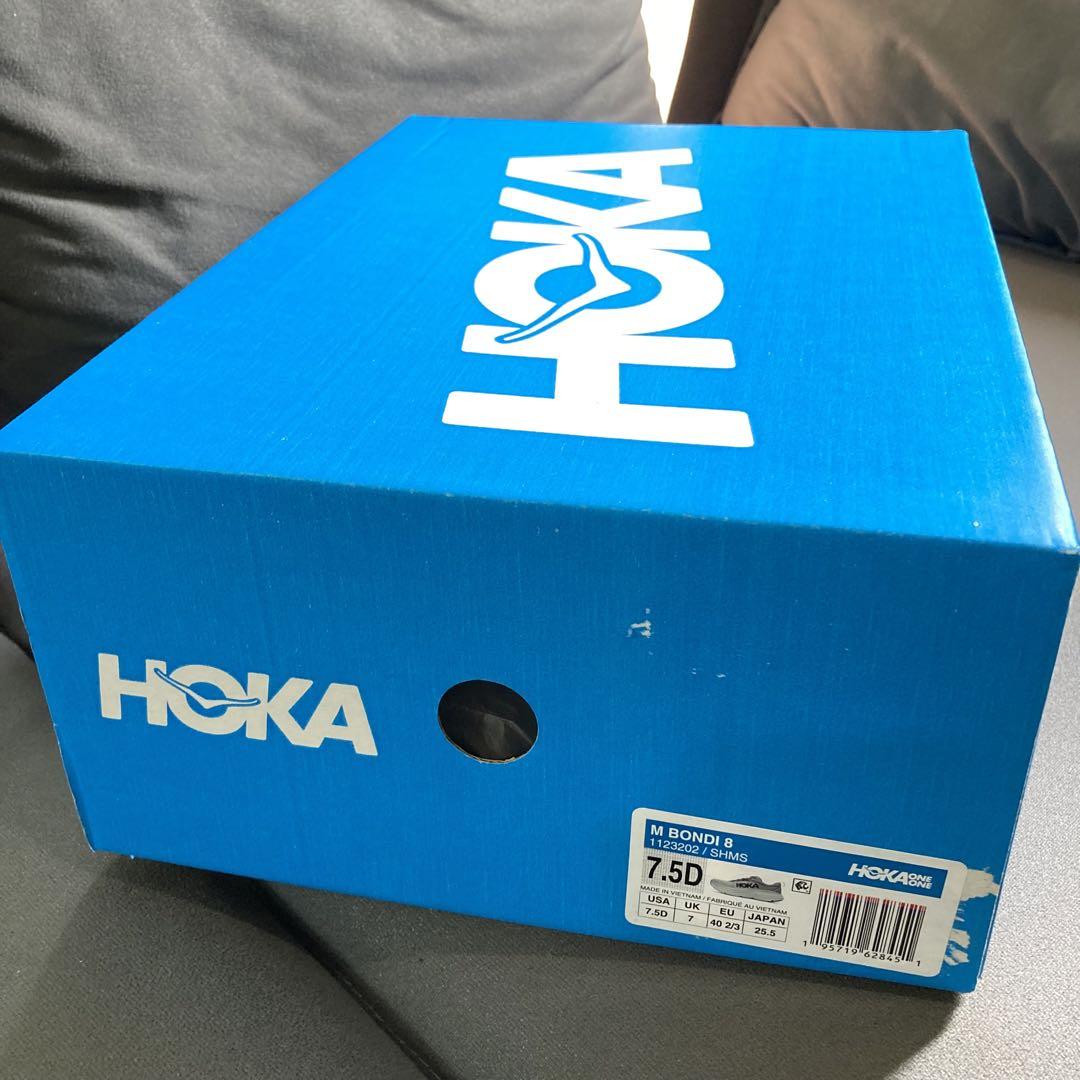 HOKA
HOKA
M BONDI 8
1123202 / SHMS
7.5D
HOKA
HOKA ONE ONE
MADE IN VIETNAM / FABRIQUÉ AU VIETNAM
USA UK EU JAPAN
7.5D 7 40 2/3 25.5
1 95719 62845 1